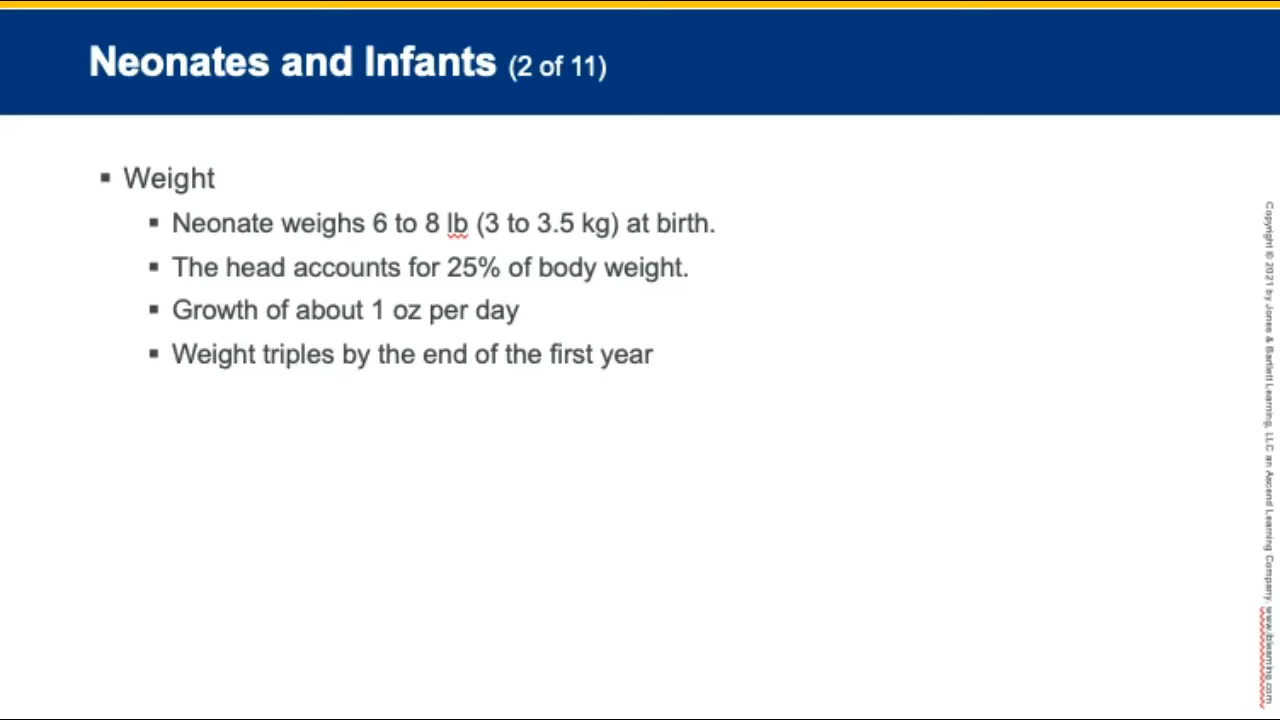 Neonates and Infants (2 of 11)
▪ Weight
▪ Neonate weighs 6 to 8 lb (3 to 3.5 kg) at birth.
▪ The head accounts for 25% of body weight.
▪ Growth of about 1 oz per day
▪ Weight triples by the end of the first year
Copyright © 2021 by Jones & Bartlett Learning, LLC an Ascend Learning Company. www.jblearning.com